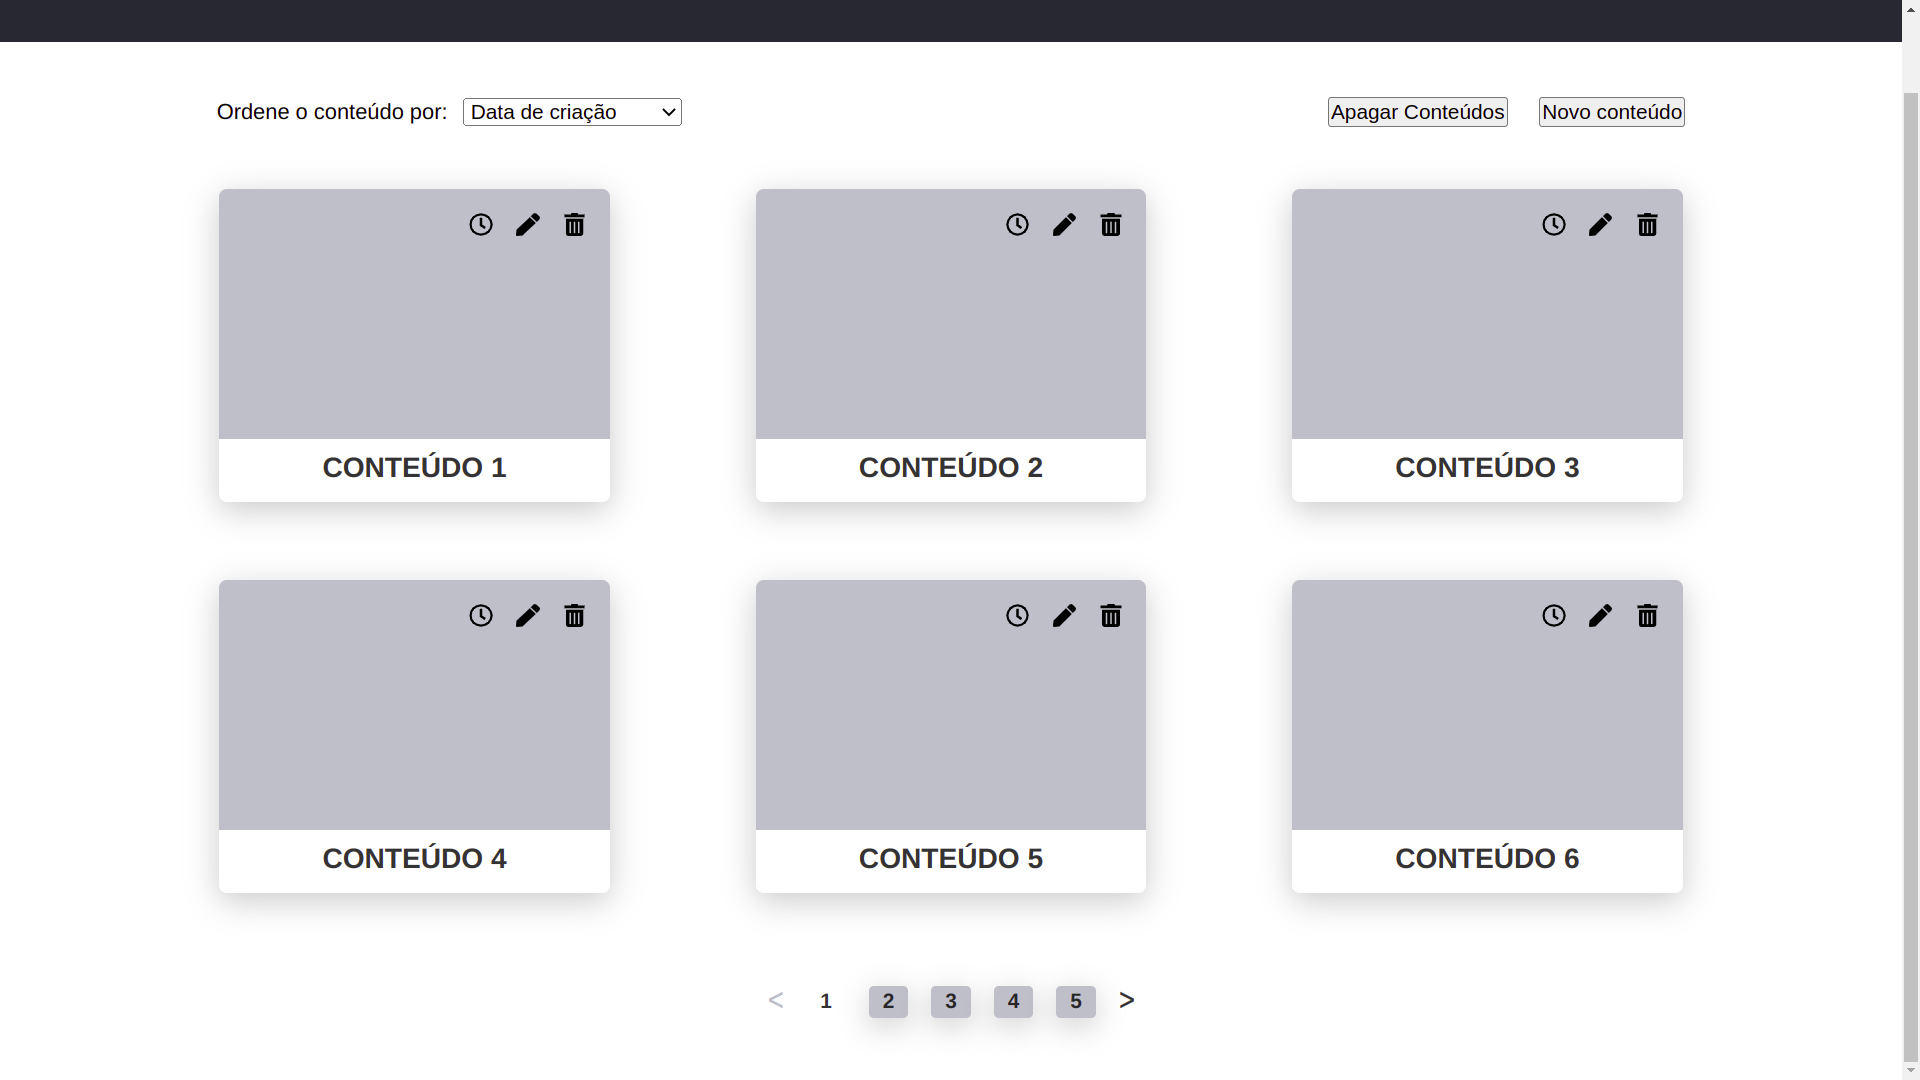 Ordene o conteúdo por: Data de criação Apagar Conteúdos Novo conteúdo
CONTEÚDO 1 CONTEÚDO 2 CONTEÚDO 3
CONTEÚDO 4 CONTEÚDO 5 CONTEÚDO 6
< 1 2 3 4 5 >